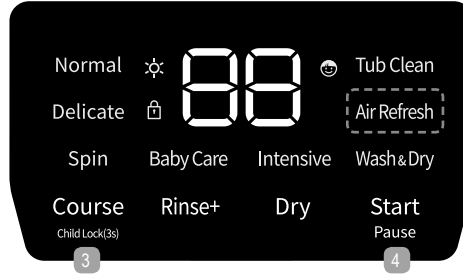 Normal 88 Tub Clean
Delicate Air Refresh
Spin Baby Care Intensive Wash & Dry
Course Rinse+ Dry Start
Child Lock(3s) Pause
3 4